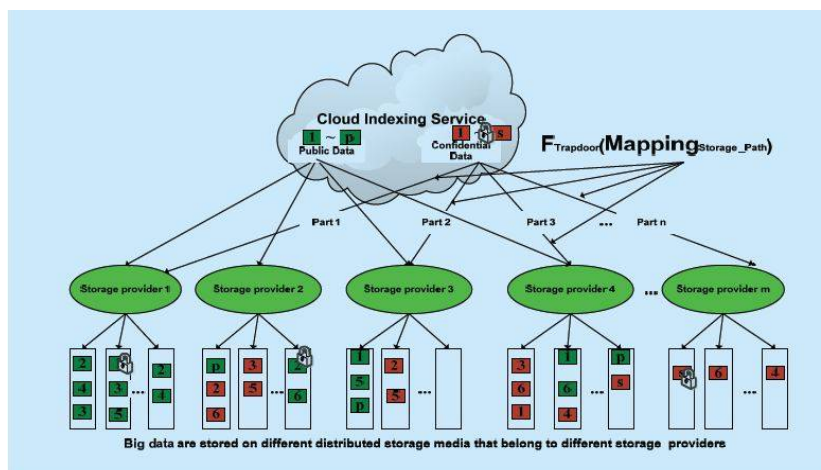 Cloud Indexing Service
1 ~ p
1 ~ s
Public Data
Confidential
Data
FTrapdoor(MappingStorage_Path)
Part 1
Part 2
Part 3
...
Part n
Storage provider 1
Storage provider 2
Storage provider 3
Storage provider 4
...
Storage provider m
2
4
3
3
5
...
2
4
p
2
6
3
5
...
2
6
1
5
p
2
5
...
3
6
1
1
6
4
...
p
s
s
6
...
4
Big data are stored on different distributed storage media that belong to different storage providers